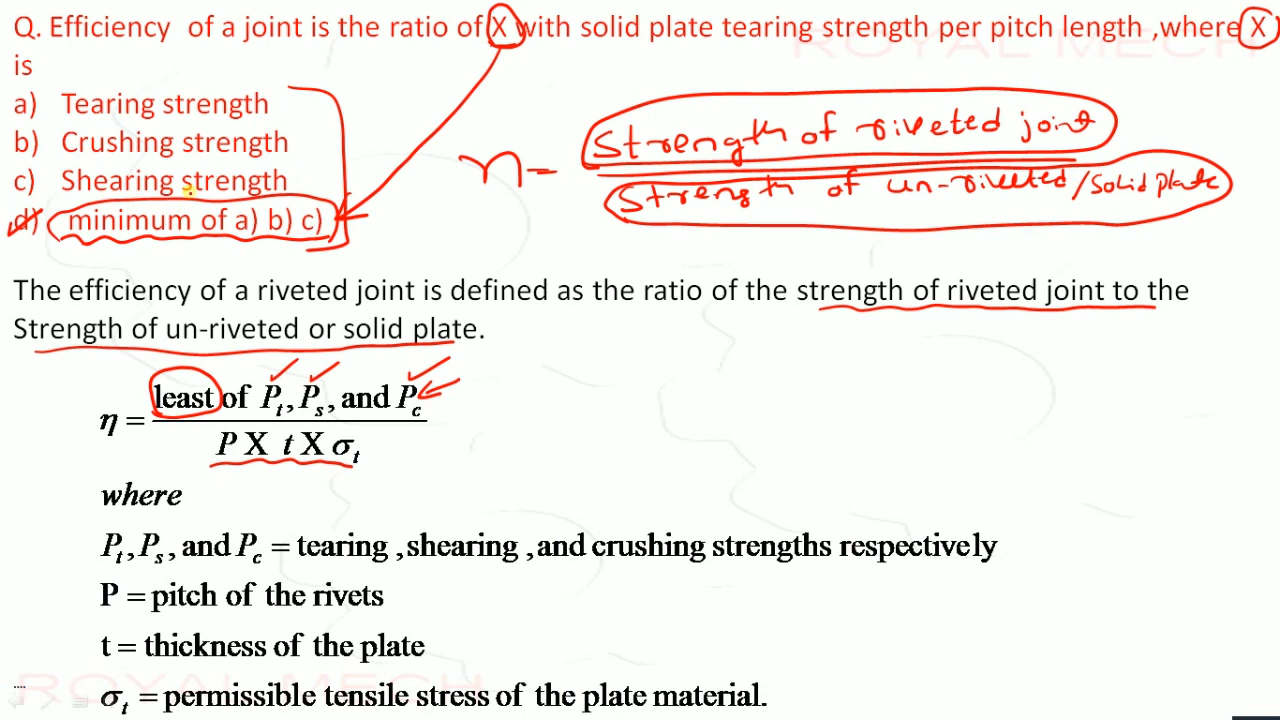 Q. Efficiency of a joint is the ratio of X with solid plate tearing strength per pitch length ,where X
is
a) Tearing strength
b) Crushing strength
c) Shearing strength
d) minimum of a) b) c)
η = strength of riveted joint
strength of un-riveted/solid plate
The efficiency of a riveted joint is defined as the ratio of the strength of riveted joint to the
Strength of un-riveted or solid plate.
η = least of Pt, Ps, and Pc
P X t X σt
where
Pt, Ps, and Pc = tearing ,shearing ,and crushing strengths respectively
P = pitch of the rivets
t = thickness of the plate
σt = permissible tensile stress of the plate material.
ROYAL MECH
ROYAL MECH